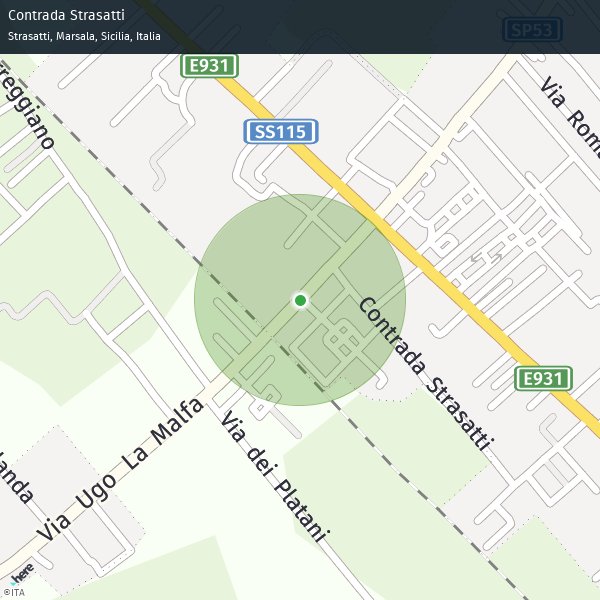 Contrada Strasatti
Strasatti, Marsala, Sicilia, Italia
SP53
E931
reggiano
Via Roma
SS115
Contrada Strasatti
E931
Via Ugo La Malfa
Via dei Platani
landa
here
©ITA